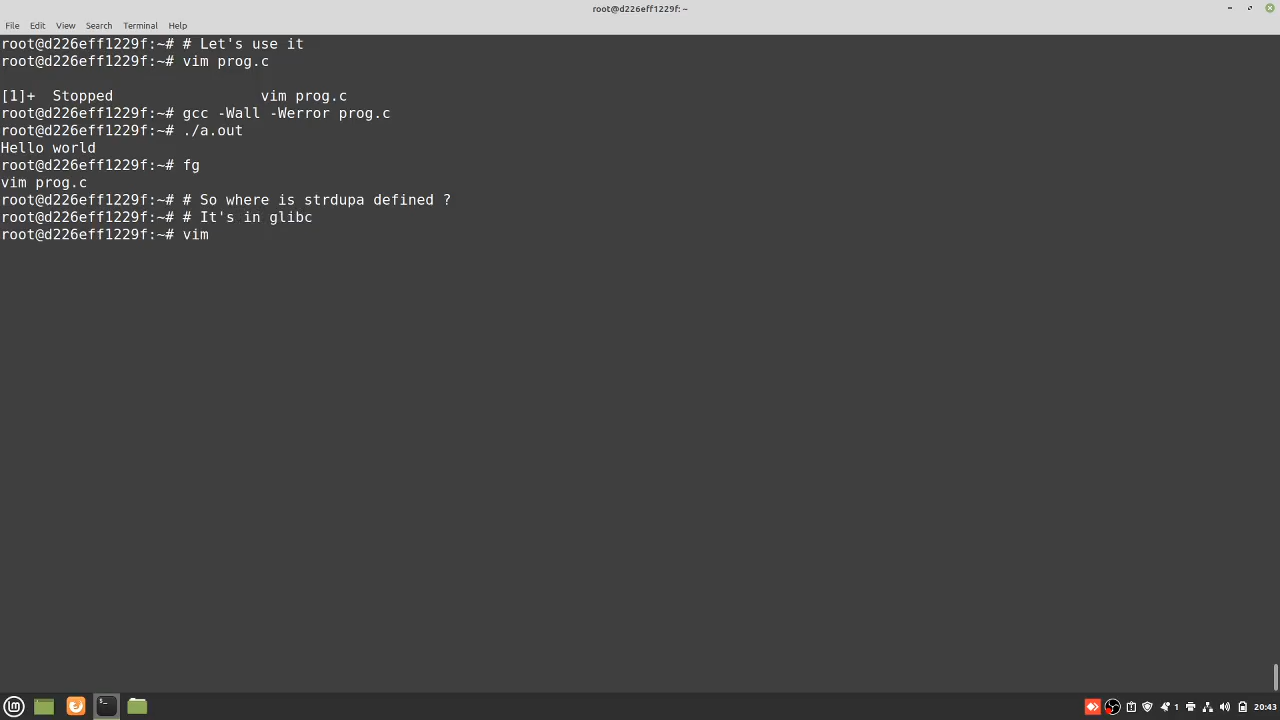 root@d226eff1229f: ~
File Edit View Search Terminal Help
root@d226eff1229f:~# # Let's use it
root@d226eff1229f:~# vim prog.c
[1]+  Stopped                 vim prog.c
root@d226eff1229f:~# gcc -Wall -Werror prog.c
root@d226eff1229f:~# ./a.out
Hello world
root@d226eff1229f:~# fg
vim prog.c
root@d226eff1229f:~# # So where is strdupa defined ?
root@d226eff1229f:~# # It's in glibc
root@d226eff1229f:~# vim
1 20:43